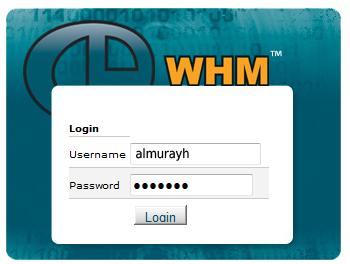 WHM™
Login
Username almurayh
Password •••••••
Login